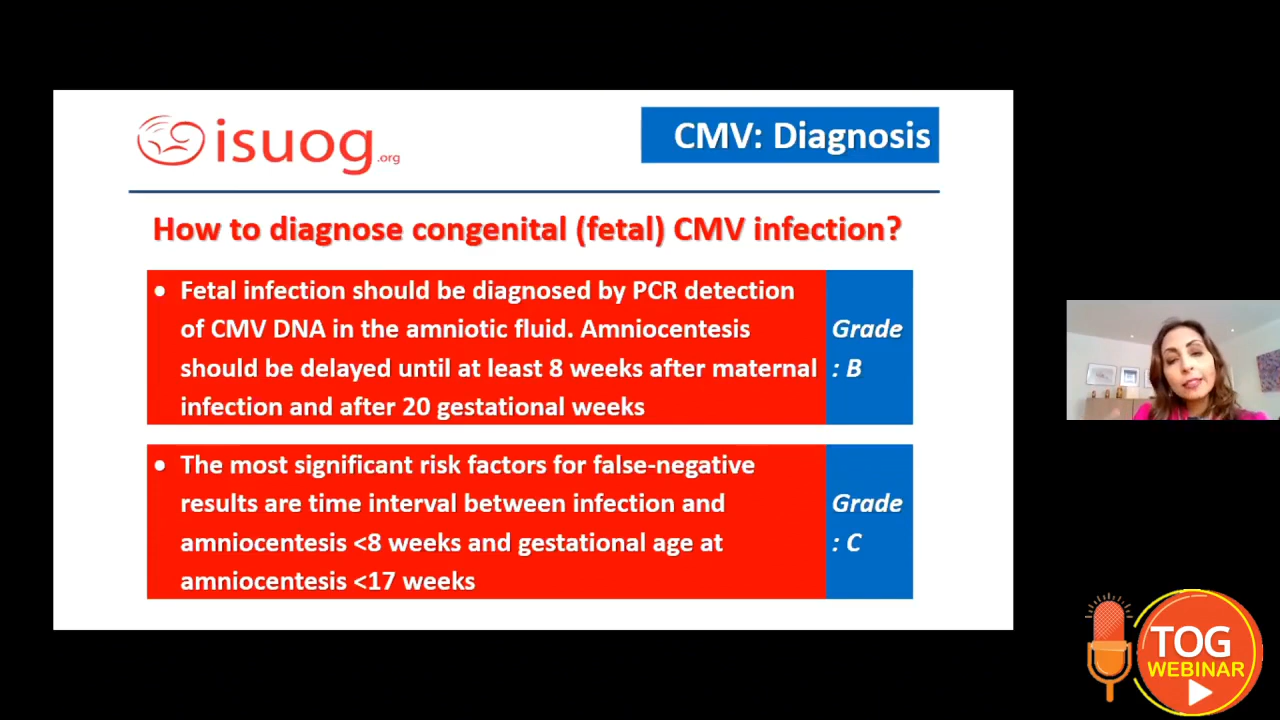 isuog.org
CMV: Diagnosis
How to diagnose congenital (fetal) CMV infection?
• Fetal infection should be diagnosed by PCR detection
of CMV DNA in the amniotic fluid. Amniocentesis
should be delayed until at least 8 weeks after maternal
infection and after 20 gestational weeks
Grade
: B
• The most significant risk factors for false-negative
results are time interval between infection and
amniocentesis <8 weeks and gestational age at
amniocentesis <17 weeks
Grade
: C
TOG
WEBINAR